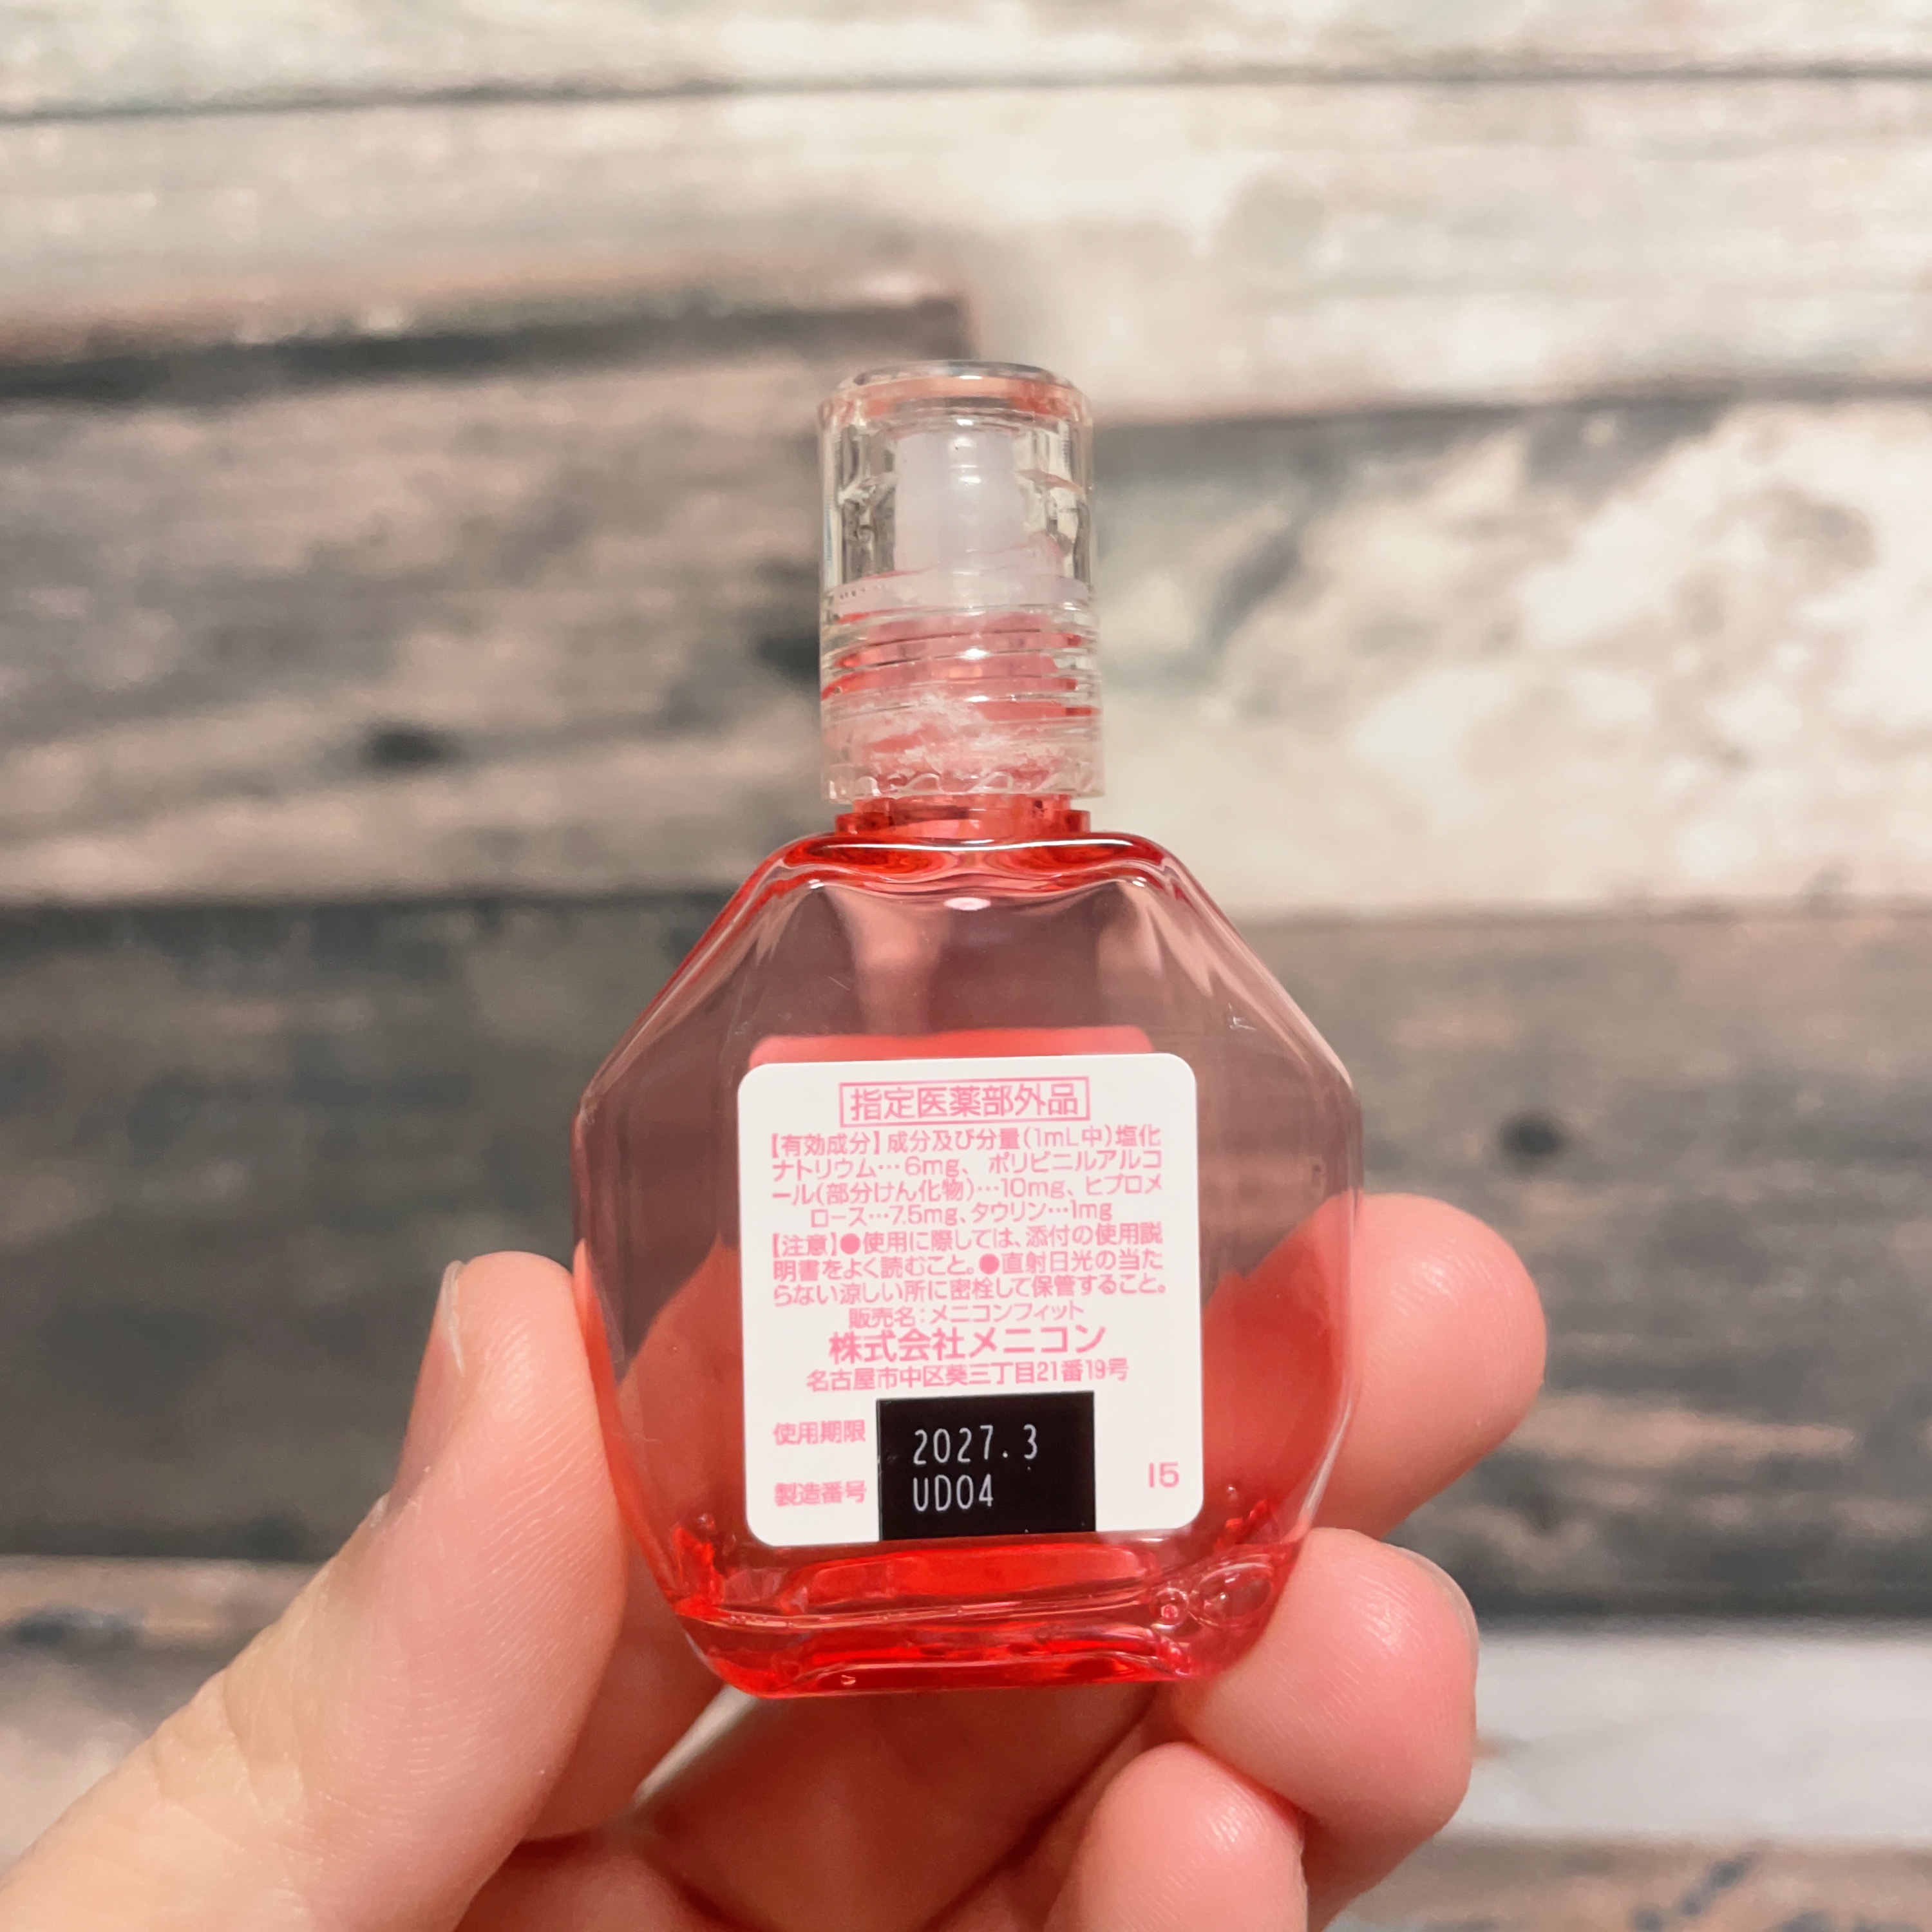 指定医薬部外品
【有効成分】成分及び分量(1mL中)塩化
ナトリウム…6mg、ポリビニルアルコ
ール(部分けん化物)…10mg、ヒプロメ
ロース…7.5mg、タウリン…1mg
【注意】●使用に際しては、添付の使用説
明書をよく読むこと。●直射日光の当た
らない涼しい所に密栓して保管すること。
販売名:メニコンフィット
株式会社メニコン
名古屋市中区葵三丁目21番19号
使用期限 2027.3
製造番号 UD04
15